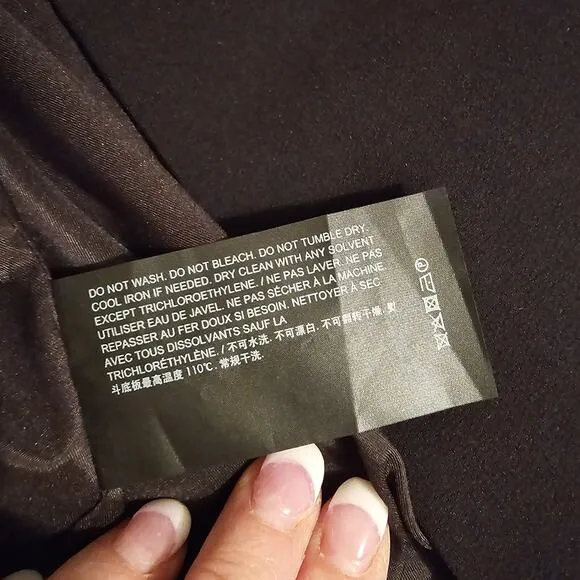 DO NOT WASH. DO NOT BLEACH. DO NOT TUMBLE DRY.
COOL IRON IF NEEDED. DRY CLEAN WITH ANY SOLVENT
EXCEPT TRICHLOROETHYLENE. / NE PAS LAVER. NE PAS
UTILISER EAU DE JAVEL. NE PAS SÉCHER À LA MACHINE
REPASSER AU FER DOUX SI BESOIN. NETTOYER À SEC
AVEC TOUS DISSOLVANTS SAUF LA
TRICHLORÉTHYLÈNE. / 不可水洗. 不可漂白. 不可翻转干燥. 熨
斗底板最高温度 110℃. 常规干洗.